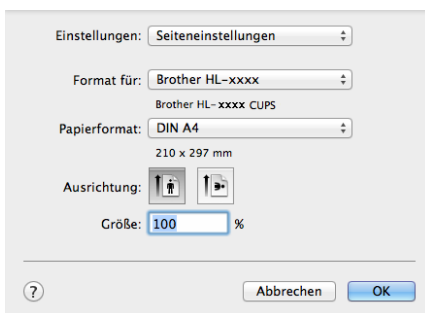 Einstellungen: Seiteneinstellungen
Format für: Brother HL-xxxx
Brother HL-xxxx CUPS
Papierformat: DIN A4
210 x 297 mm
Ausrichtung:
Größe: 100 %
? Abbrechen OK